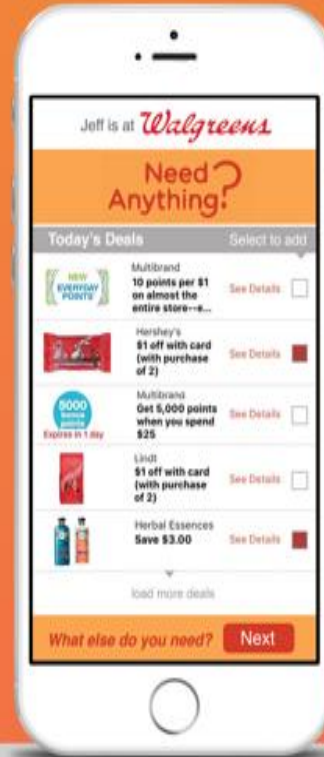 Jeff is at Walgreens
Need
Anything?
Today's Deals Select to add
NEW
EVERYDAY
POINTS
Multibrand
10 points per $1
on almost the
entire store--e...
See Details
Hershey's
$1 off with card
(with purchase
of 2)
See Details
5000
bonus
points
Expires in 1 day
Multibrand
Get 5,000 points
when you spend
$25
See Details
Lindt
$1 off with card
(with purchase
of 2)
See Details
Herbal Essences
Save $3.00
See Details
load more deals
What else do you need? Next